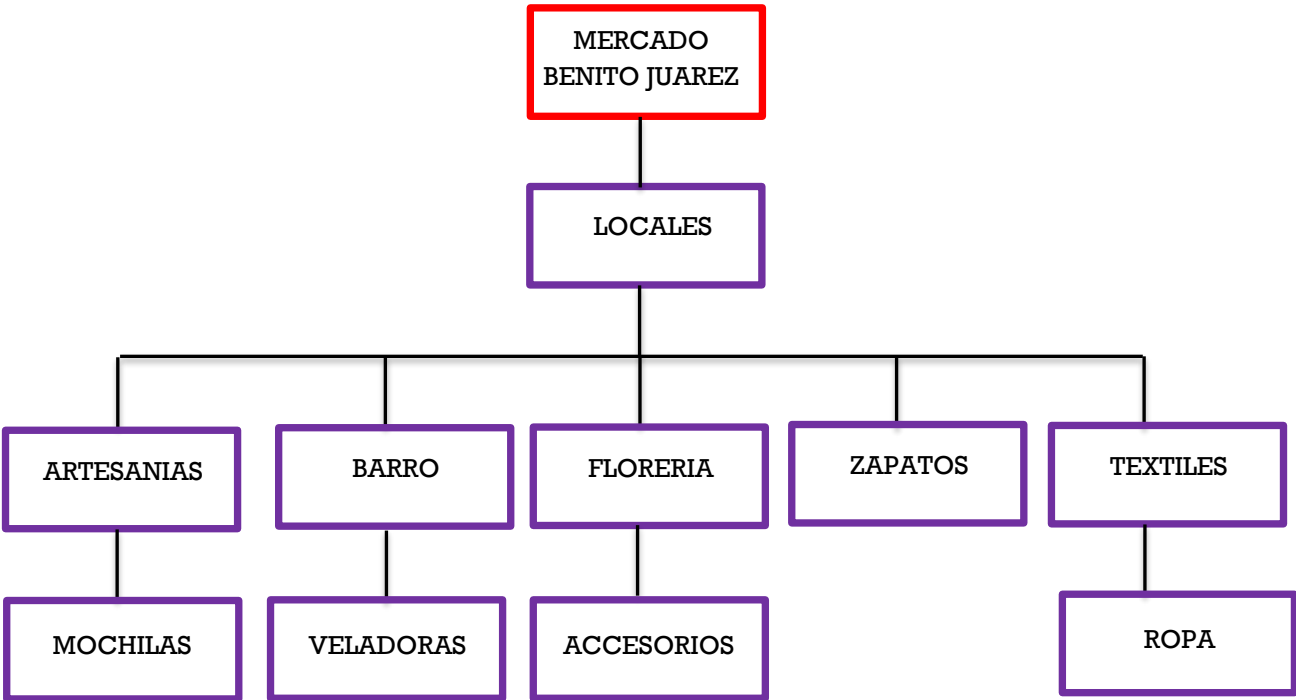 MERCADO
BENITO JUAREZ
LOCALES
ARTESANIAS
BARRO
FLORERIA
ZAPATOS
TEXTILES
MOCHILAS
VELADORAS
ACCESORIOS
ROPA